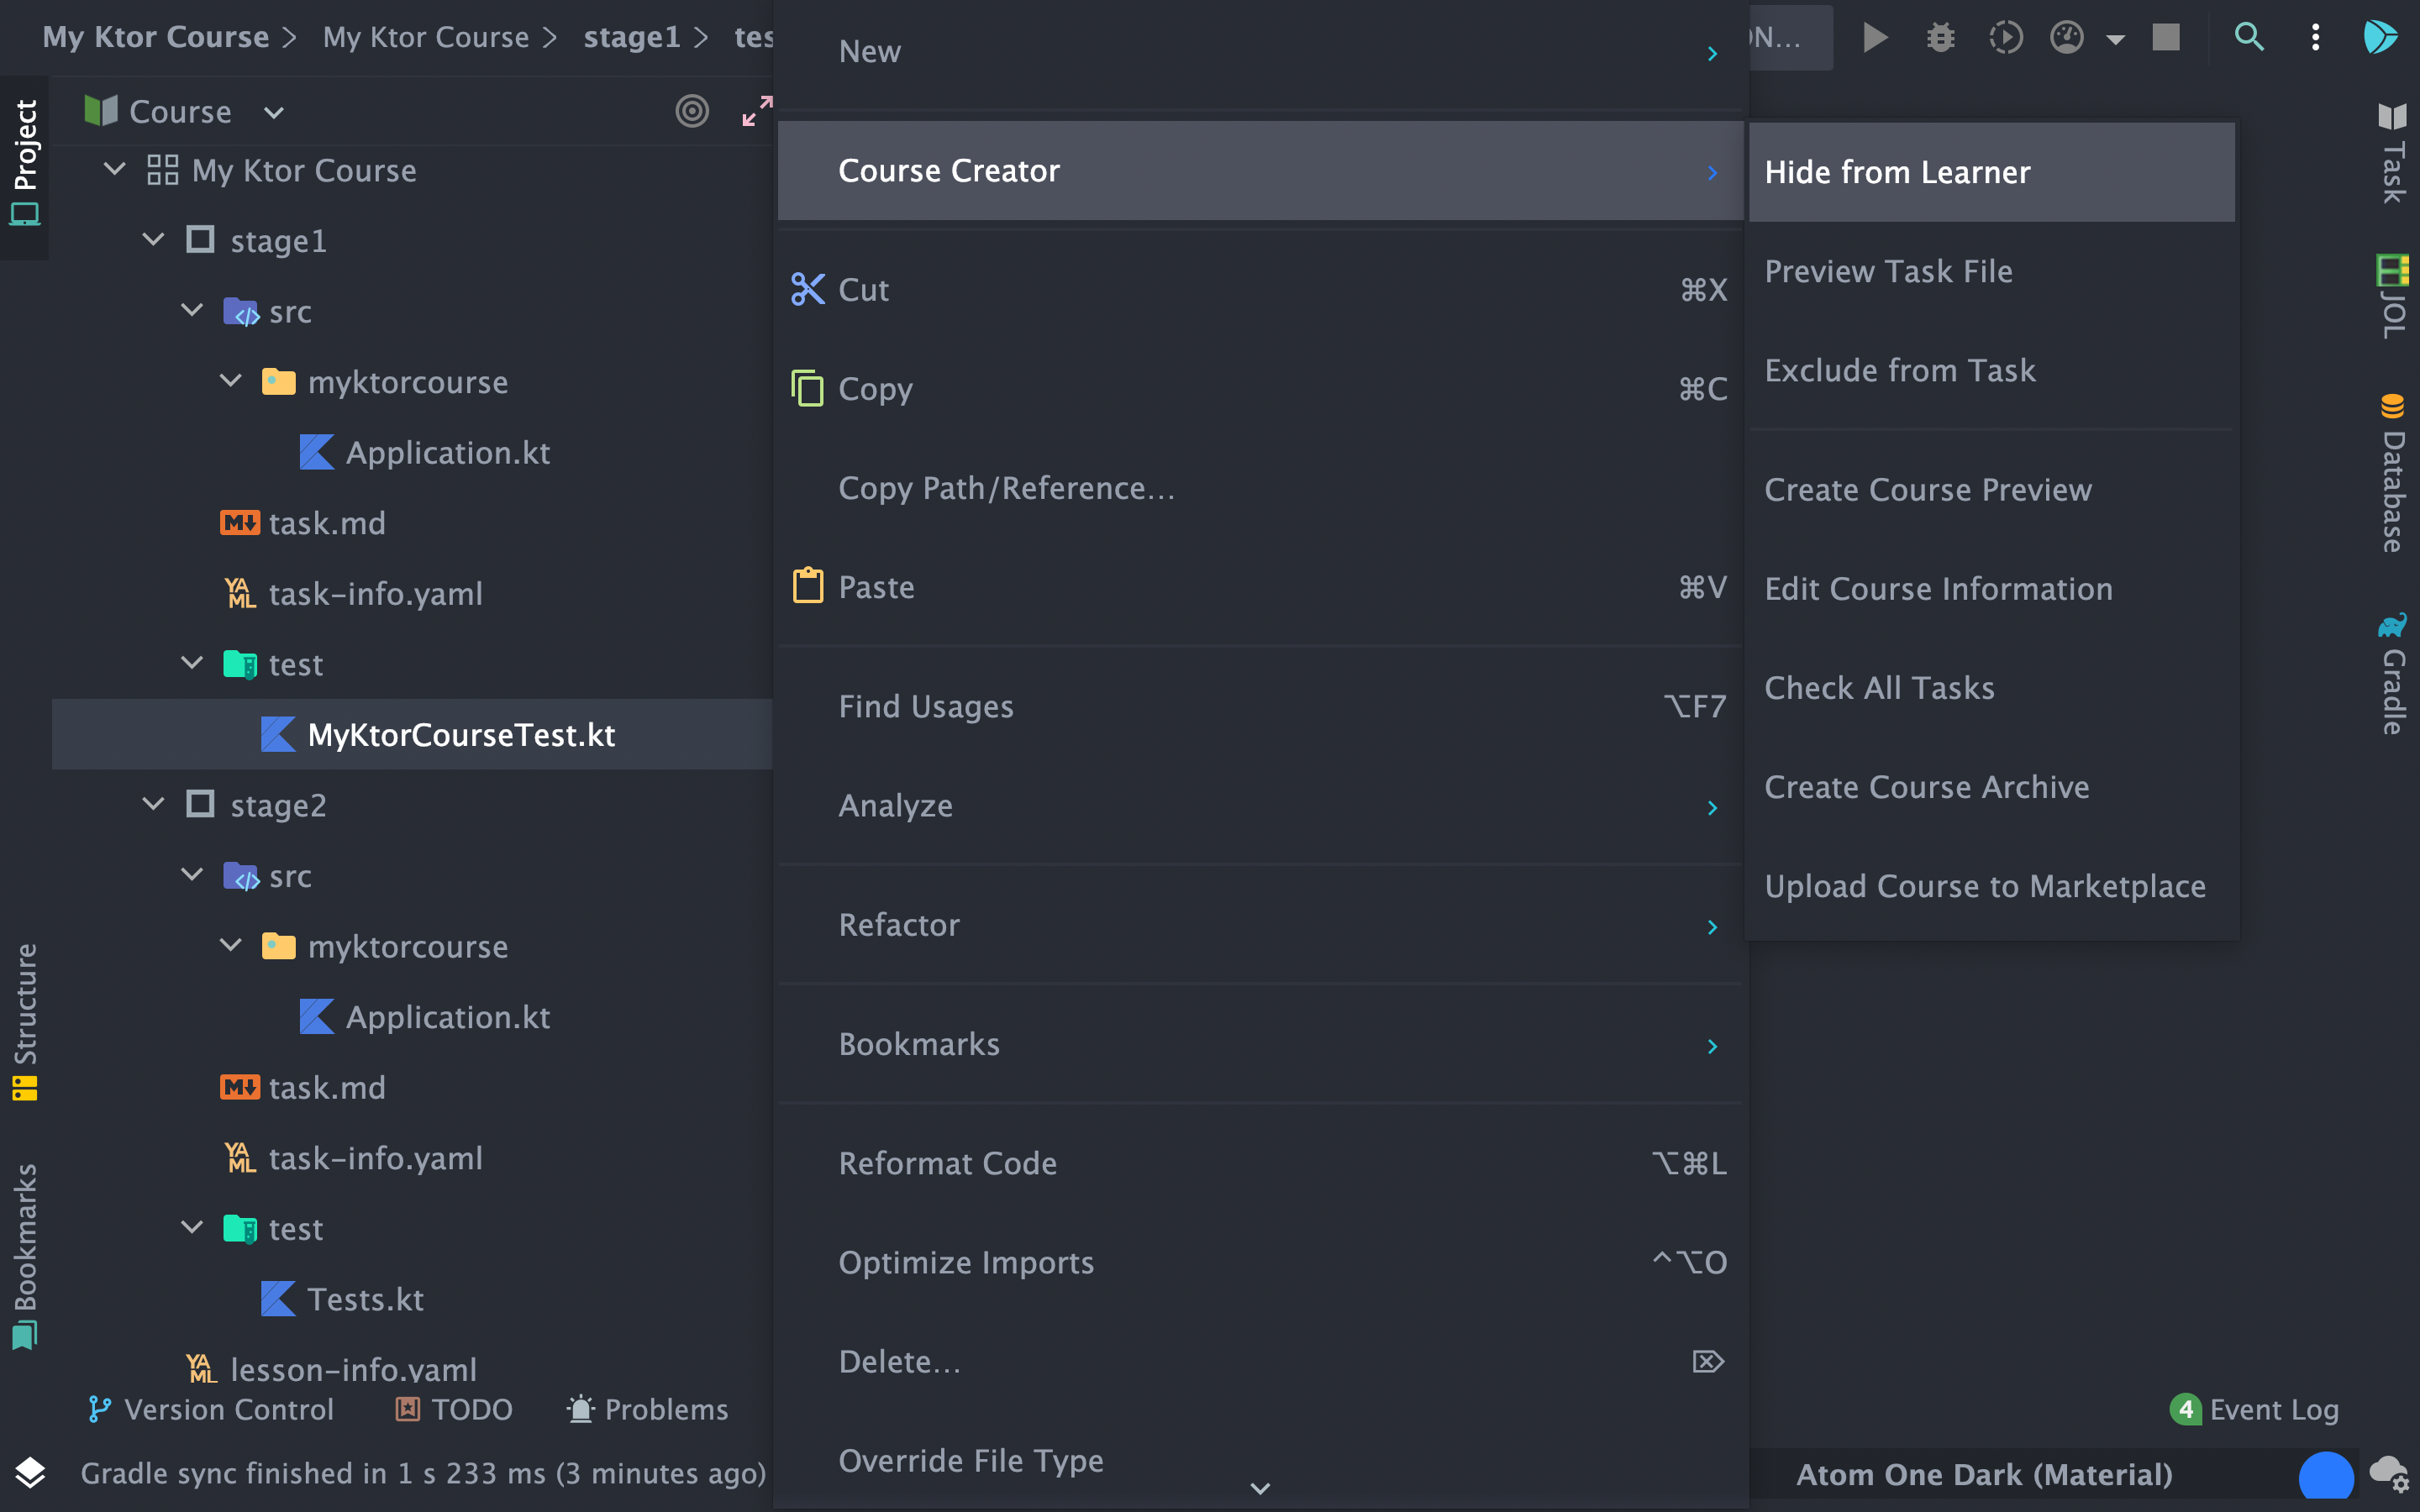 My Ktor Course > My Ktor Course > stage1 >
Course
My Ktor Course
stage1
src
myktorcourse
Application.kt
task.md
task-info.yaml
test
MyKtorCourseTest.kt
stage2
src
myktorcourse
Application.kt
task.md
task-info.yaml
test
Tests.kt
lesson-info.yaml
Project
Structure
Bookmarks
New
Course Creator
Cut ⌘X
Copy ⌘C
Copy Path/Reference...
Paste ⌘V
Find Usages ⌥F7
Analyze
Refactor
Bookmarks
Reformat Code ⌥⌘L
Optimize Imports ^⌥O
Delete... ⌦
Override File Type
Hide from Learner
Preview Task File
Exclude from Task
Create Course Preview
Edit Course Information
Check All Tasks
Create Course Archive
Upload Course to Marketplace
Task
JOL
Database
Gradle
Version Control TODO Problems
4 Event Log
Gradle sync finished in 1 s 233 ms (3 minutes ago)
Atom One Dark (Material)